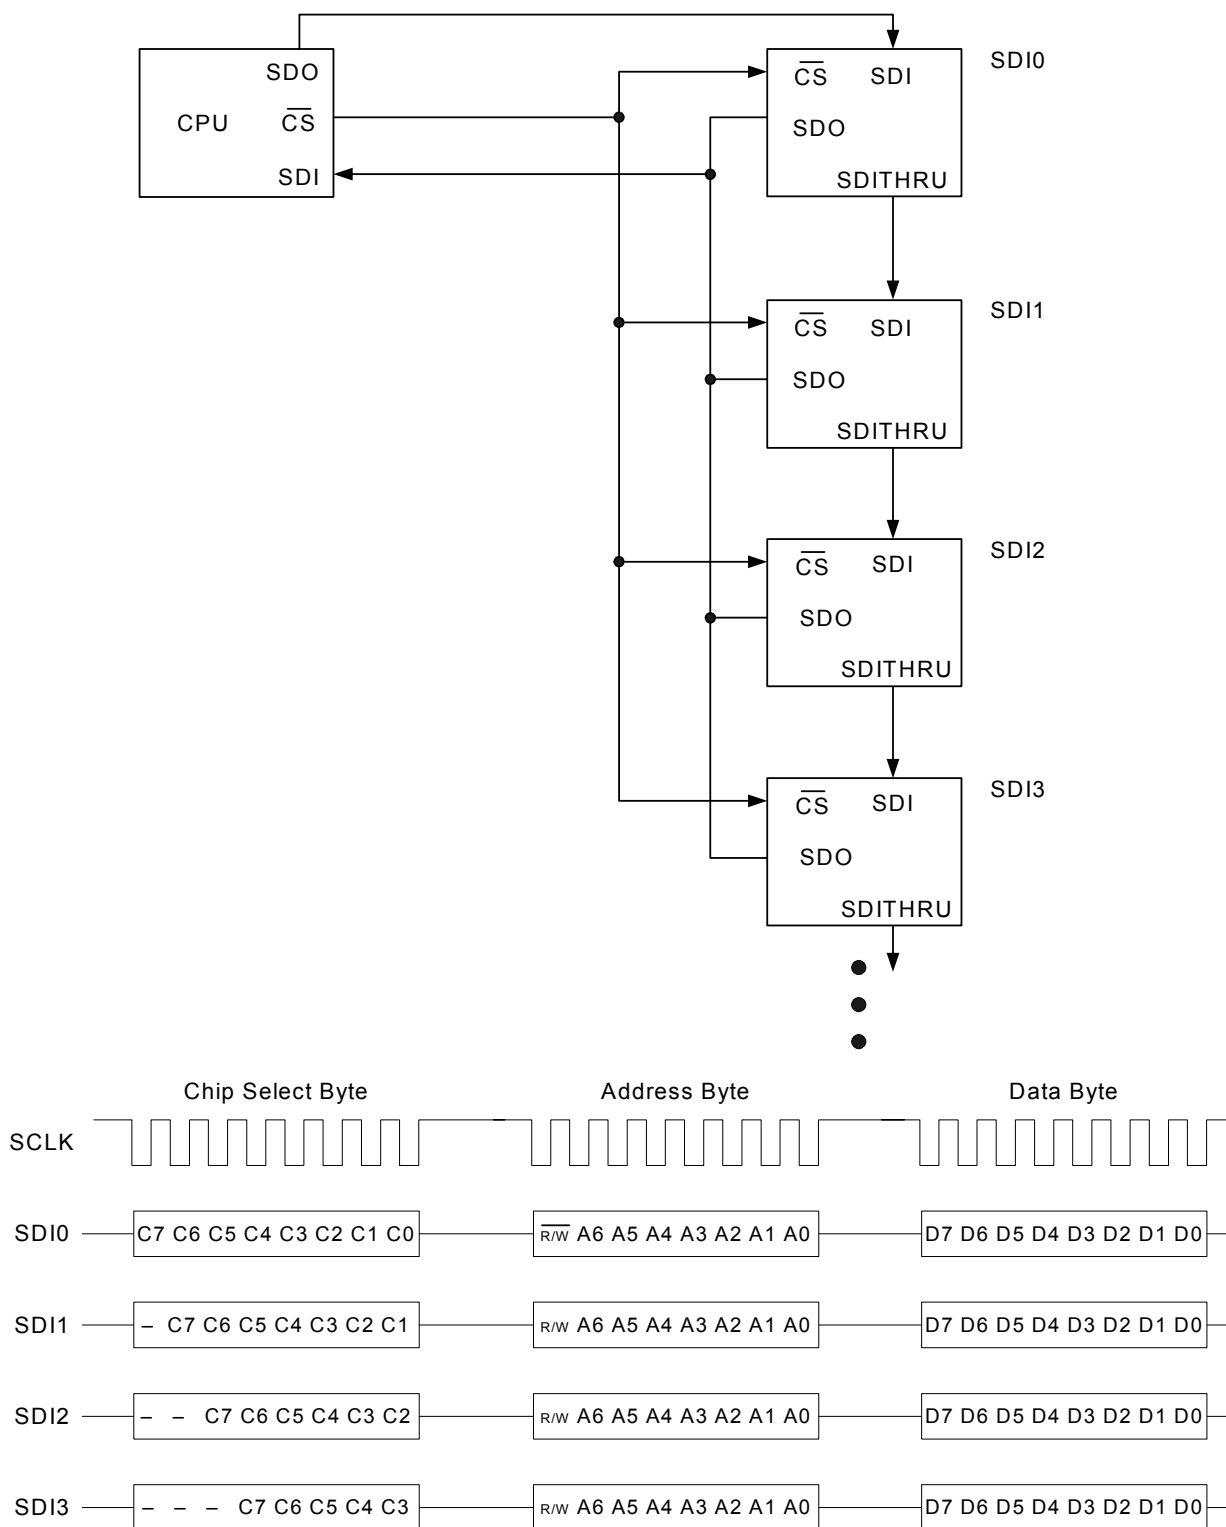 SDO
CPU
CS
SDI
CS SDI
SDO
SDITHRU
SDI0
CS SDI
SDO
SDITHRU
SDI1
CS SDI
SDO
SDITHRU
SDI2
CS SDI
SDO
SDITHRU
SDI3
Chip Select Byte Address Byte Data Byte
SCLK
SDI0 C7 C6 C5 C4 C3 C2 C1 C0 R/W A6 A5 A4 A3 A2 A1 A0 D7 D6 D5 D4 D3 D2 D1 D0
SDI1 – C7 C6 C5 C4 C3 C2 C1 R/W A6 A5 A4 A3 A2 A1 A0 D7 D6 D5 D4 D3 D2 D1 D0
SDI2 – – C7 C6 C5 C4 C3 C2 R/W A6 A5 A4 A3 A2 A1 A0 D7 D6 D5 D4 D3 D2 D1 D0
SDI3 – – – C7 C6 C5 C4 C3 R/W A6 A5 A4 A3 A2 A1 A0 D7 D6 D5 D4 D3 D2 D1 D0